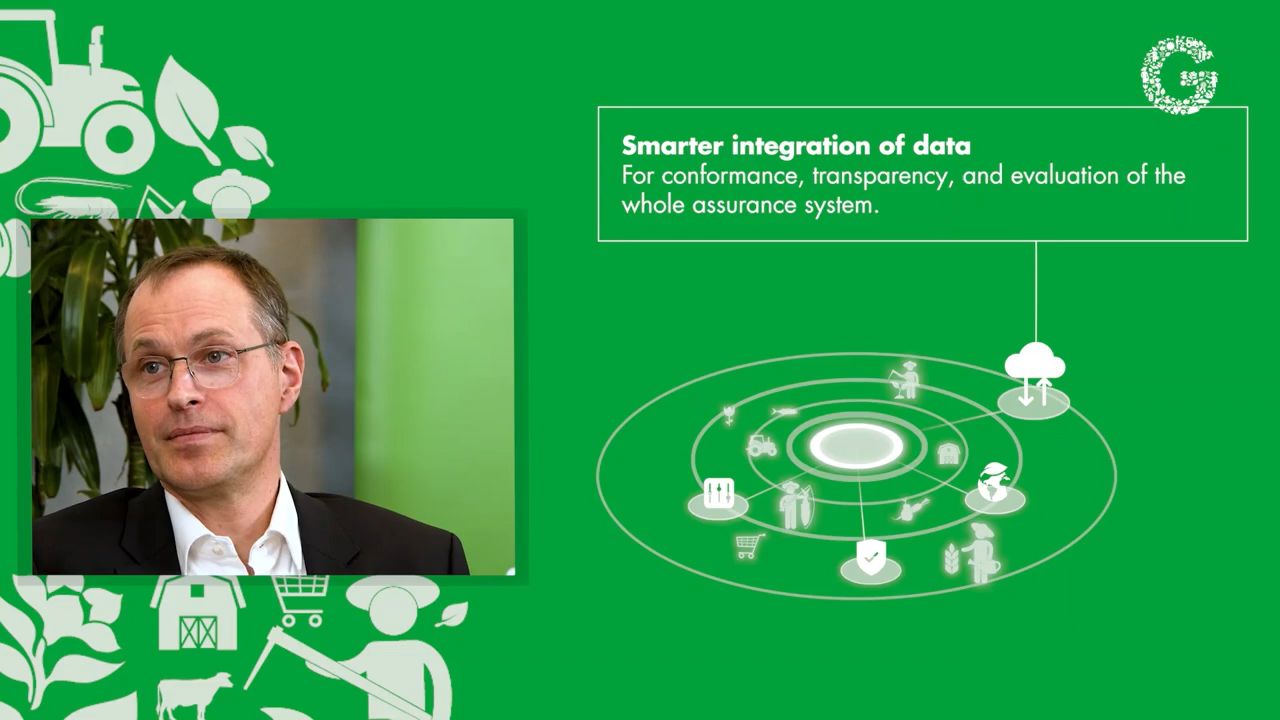 G
Smarter integration of data
For conformance, transparency, and evaluation of the
whole assurance system.